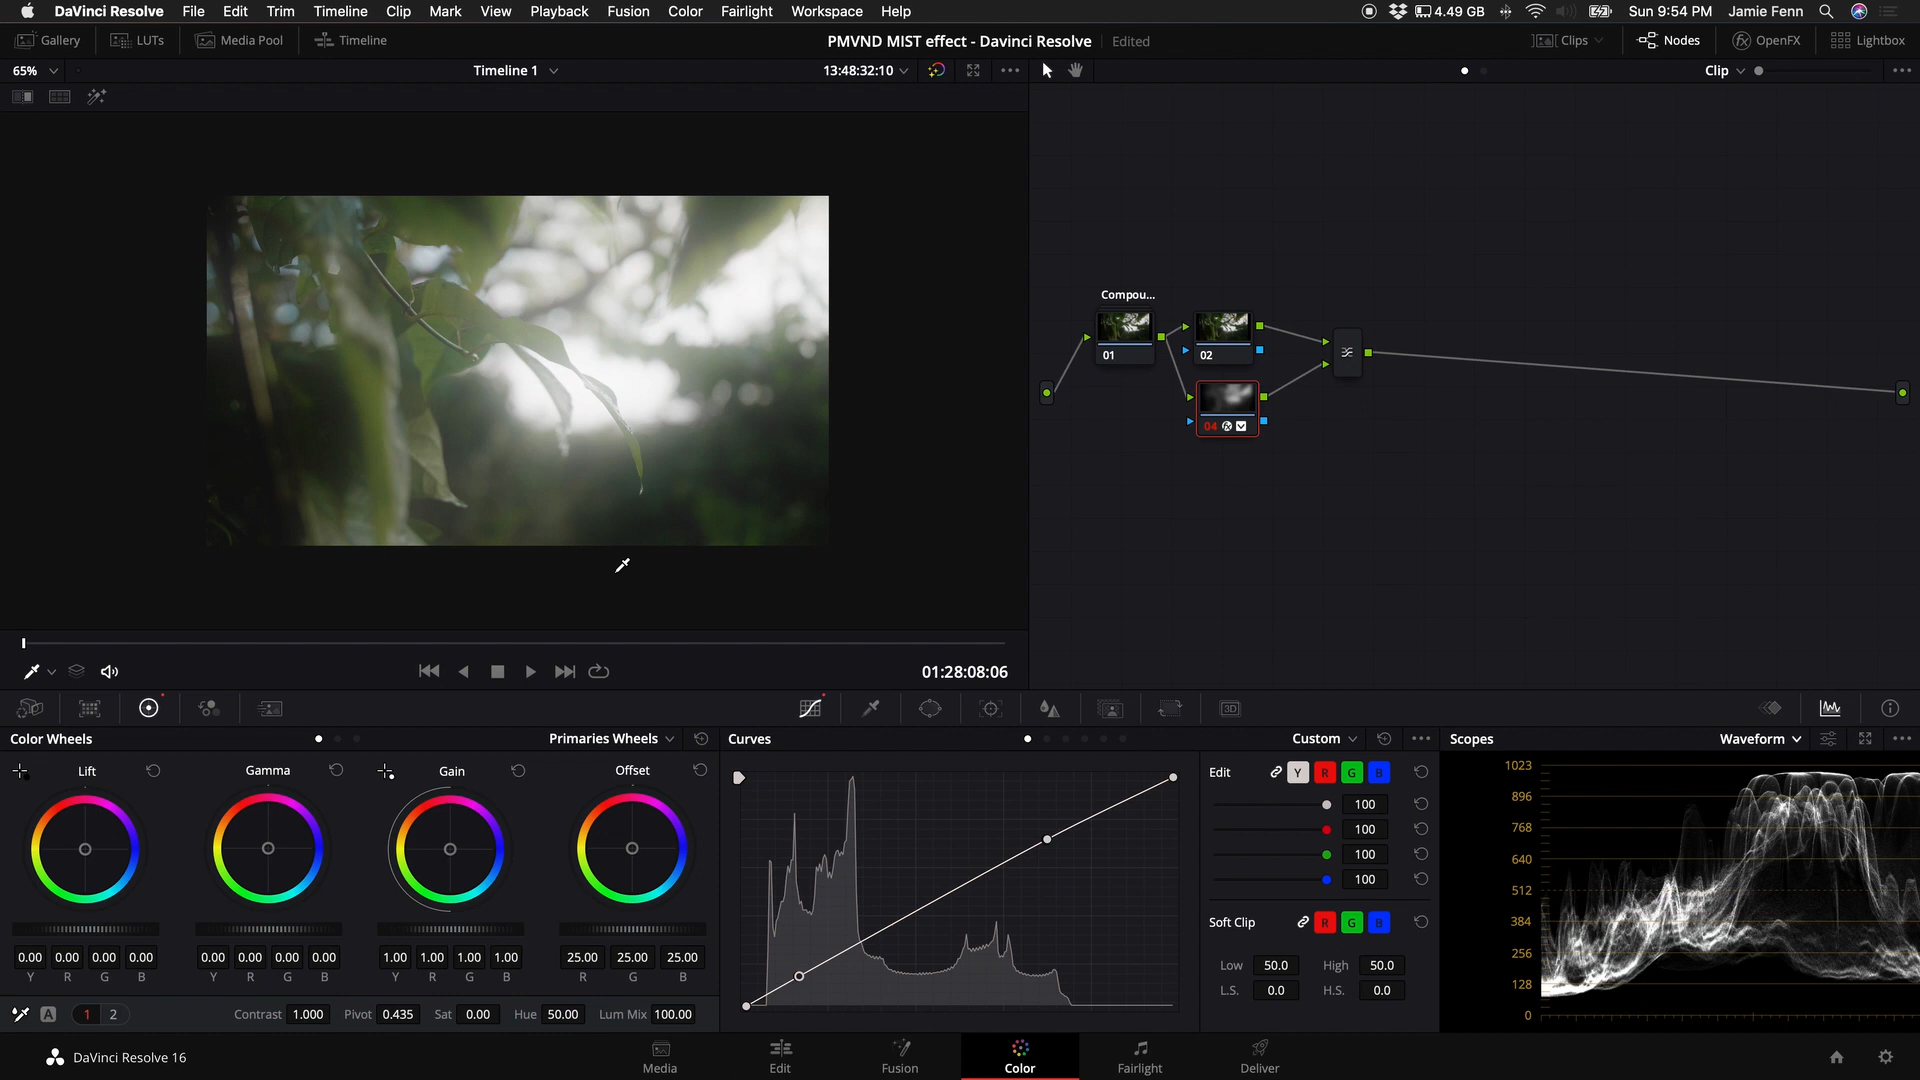 DaVinci Resolve File Edit Trim Timeline Clip Mark View Playback Fusion Color Fairlight Workspace Help 4.49 GB Sun 9:54 PM Jamie Fenn
Gallery LUTs Media Pool Timeline PMVND MIST effect - Davinci Resolve Edited Clips Nodes OpenFX Lightbox
65% Timeline 1 13:48:32:10 Clip
Compou...
01 02
04
01:28:08:06
3D
Color Wheels Primaries Wheels Curves Custom Scopes Waveform
Lift Gamma Gain Offset
0.00 0.00 0.00 0.00 0.00 0.00 0.00 0.00 1.00 1.00 1.00 1.00 25.00 25.00 25.00
Y R G B Y R G B Y R G B R G B
A 1 2 Contrast 1.000 Pivot 0.435 Sat 0.00 Hue 50.00 Lum Mix 100.00
Edit Y R G B
100
100
100
100
Soft Clip R G B
Low 50.0 High 50.0
L.S. 0.0 H.S. 0.0
1023
896
768
640
512
384
256
128
0
DaVinci Resolve 16 Media Edit Fusion Color Fairlight Deliver